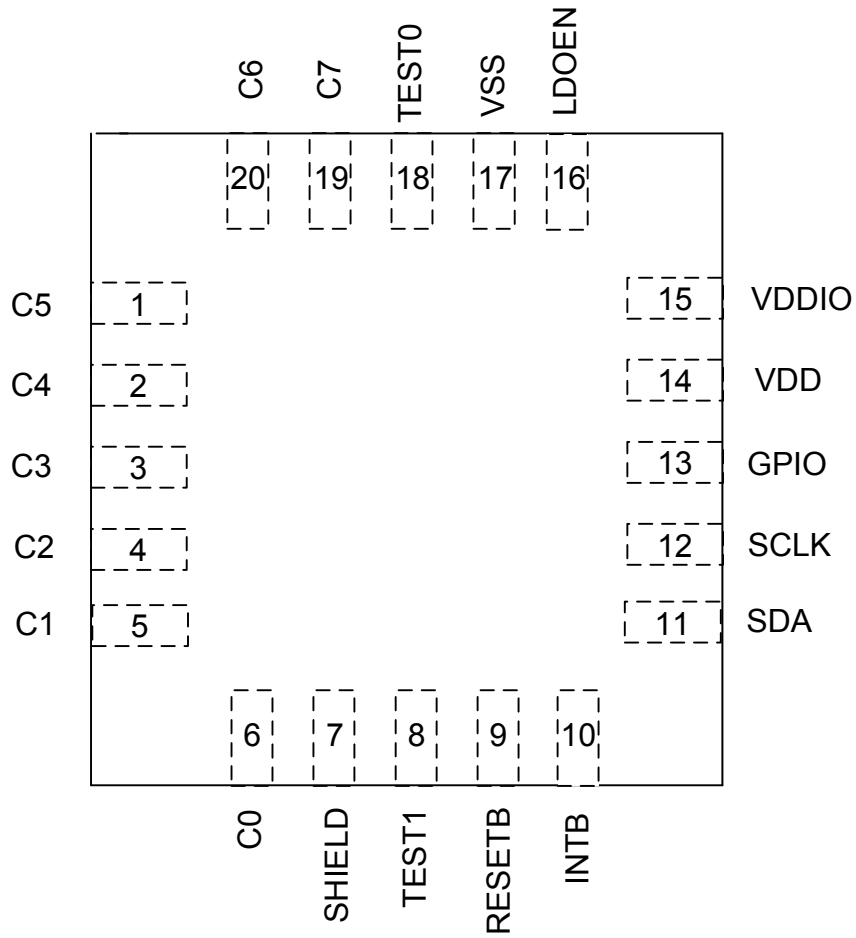 C6 C7 TEST0 VSS LDOEN
20 19 18 17 16
C5 1 15 VDDIO
C4 2 14 VDD
C3 3 13 GPIO
C2 4 12 SCLK
C1 5 11 SDA
6 7 8 9 10
C0 SHIELD TEST1 RESETB INTB